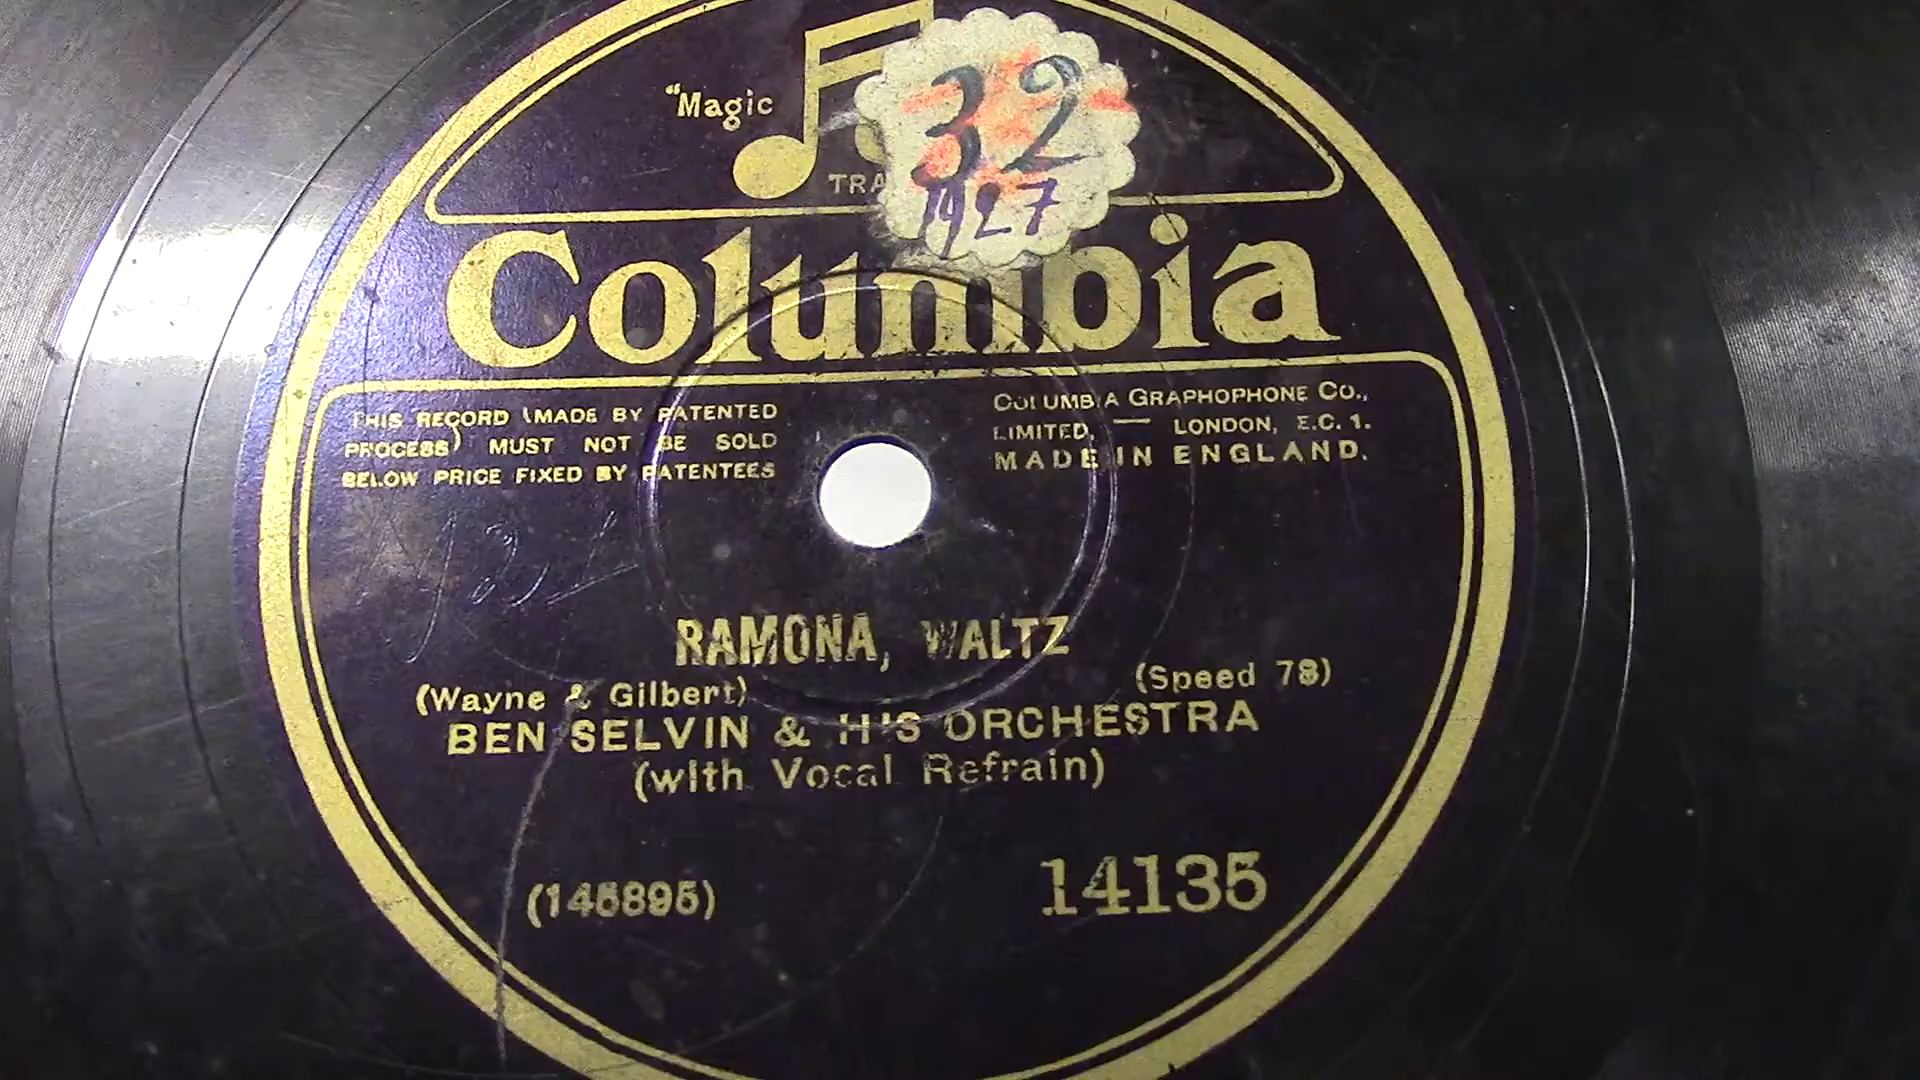 "Magic
32
1927
TRA
Columbia
THIS RECORD (MADE BY PATENTED
PROCESS) MUST NOT BE SOLD
BELOW PRICE FIXED BY PATENTEES
COLUMBIA GRAPHOPHONE CO.,
LIMITED, — LONDON, E.C. 1.
MADE IN ENGLAND.
RAMONA, WALTZ
(Speed 78)
(Wayne & Gilbert)
BEN SELVIN & HIS ORCHESTRA
(with Vocal Refrain)
(145895)
14135